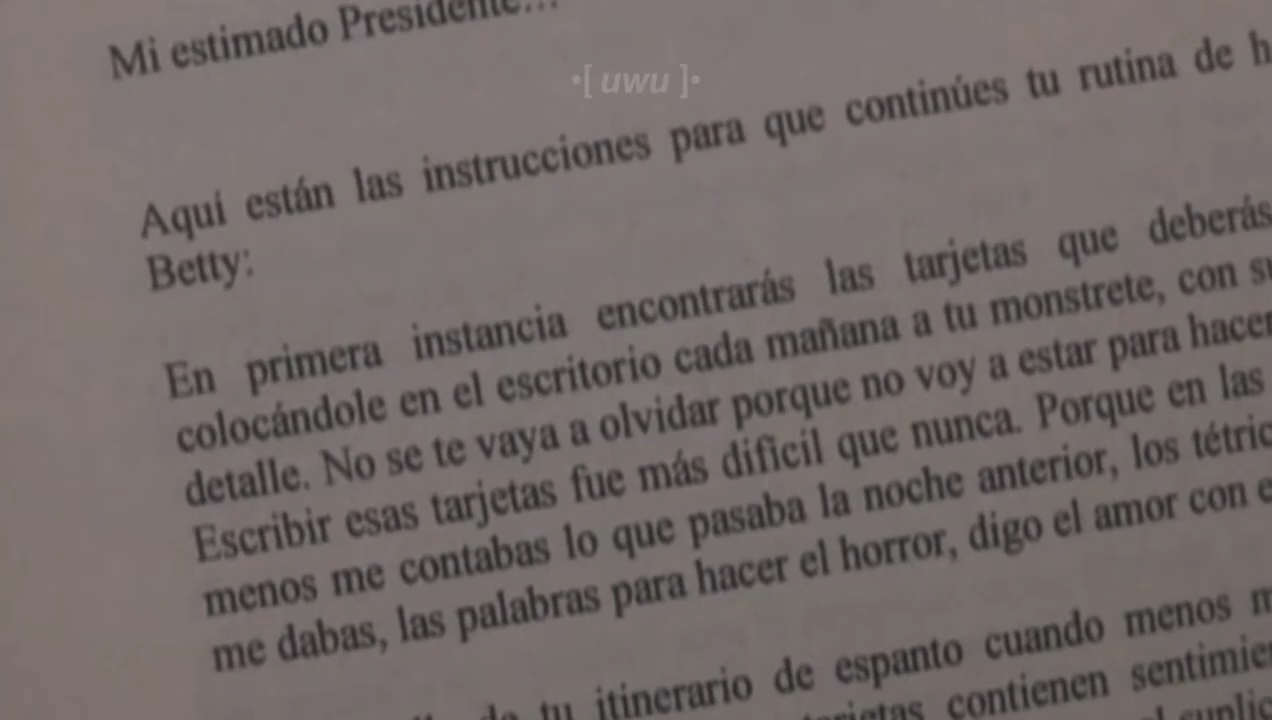 Mi estimado Presidente...
·[ uwu ]·
Aquí están las instrucciones para que continúes tu rutina de
Betty:
En primera instancia encontrarás las tarjetas que deberás
colocándole en el escritorio cada mañana a tu monstrete, con
detalle. No se te vaya a olvidar porque no voy a estar para hacer
Escribir esas tarjetas fue más dificil que nunca. Porque en las
menos me contabas lo que pasaba la noche anterior, los
me dabas, las palabras para hacer el horror, digo el amor con
de tu itinerario de espanto cuando menos
contienen